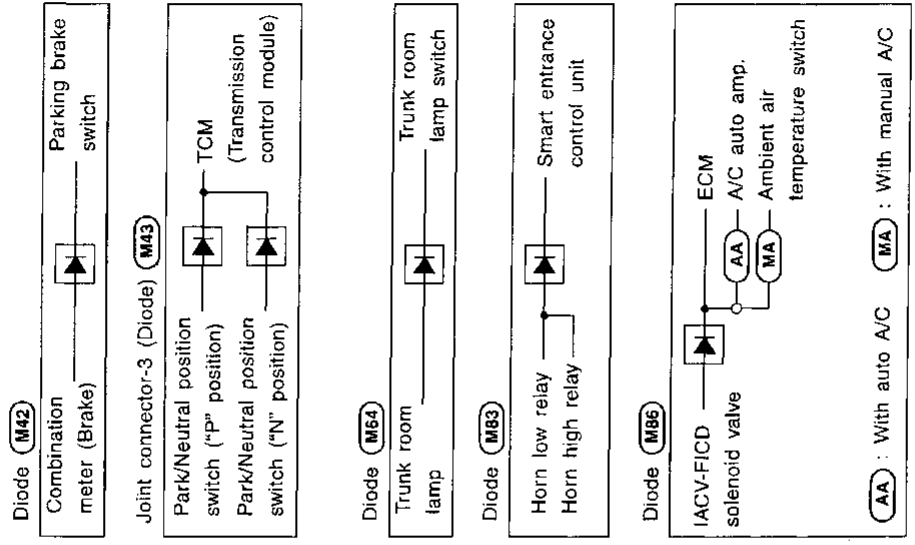 Diode M42
Combination
meter (Brake)
Parking brake
switch
Joint connector-3 (Diode) M43
Park/Neutral position
switch ("P" position)
Park/Neutral position
switch ("N" position)
TCM
(Transmission
control module)
Diode M64
Trunk room
lamp
Trunk room
lamp switch
Diode M83
Horn low relay
Horn high relay
Smart entrance
control unit
Diode M86
IACV-FICD
solenoid valve
ECM
AA A/C auto amp.
MA Ambient air
temperature switch
AA : With auto A/C
MA : With manual A/C